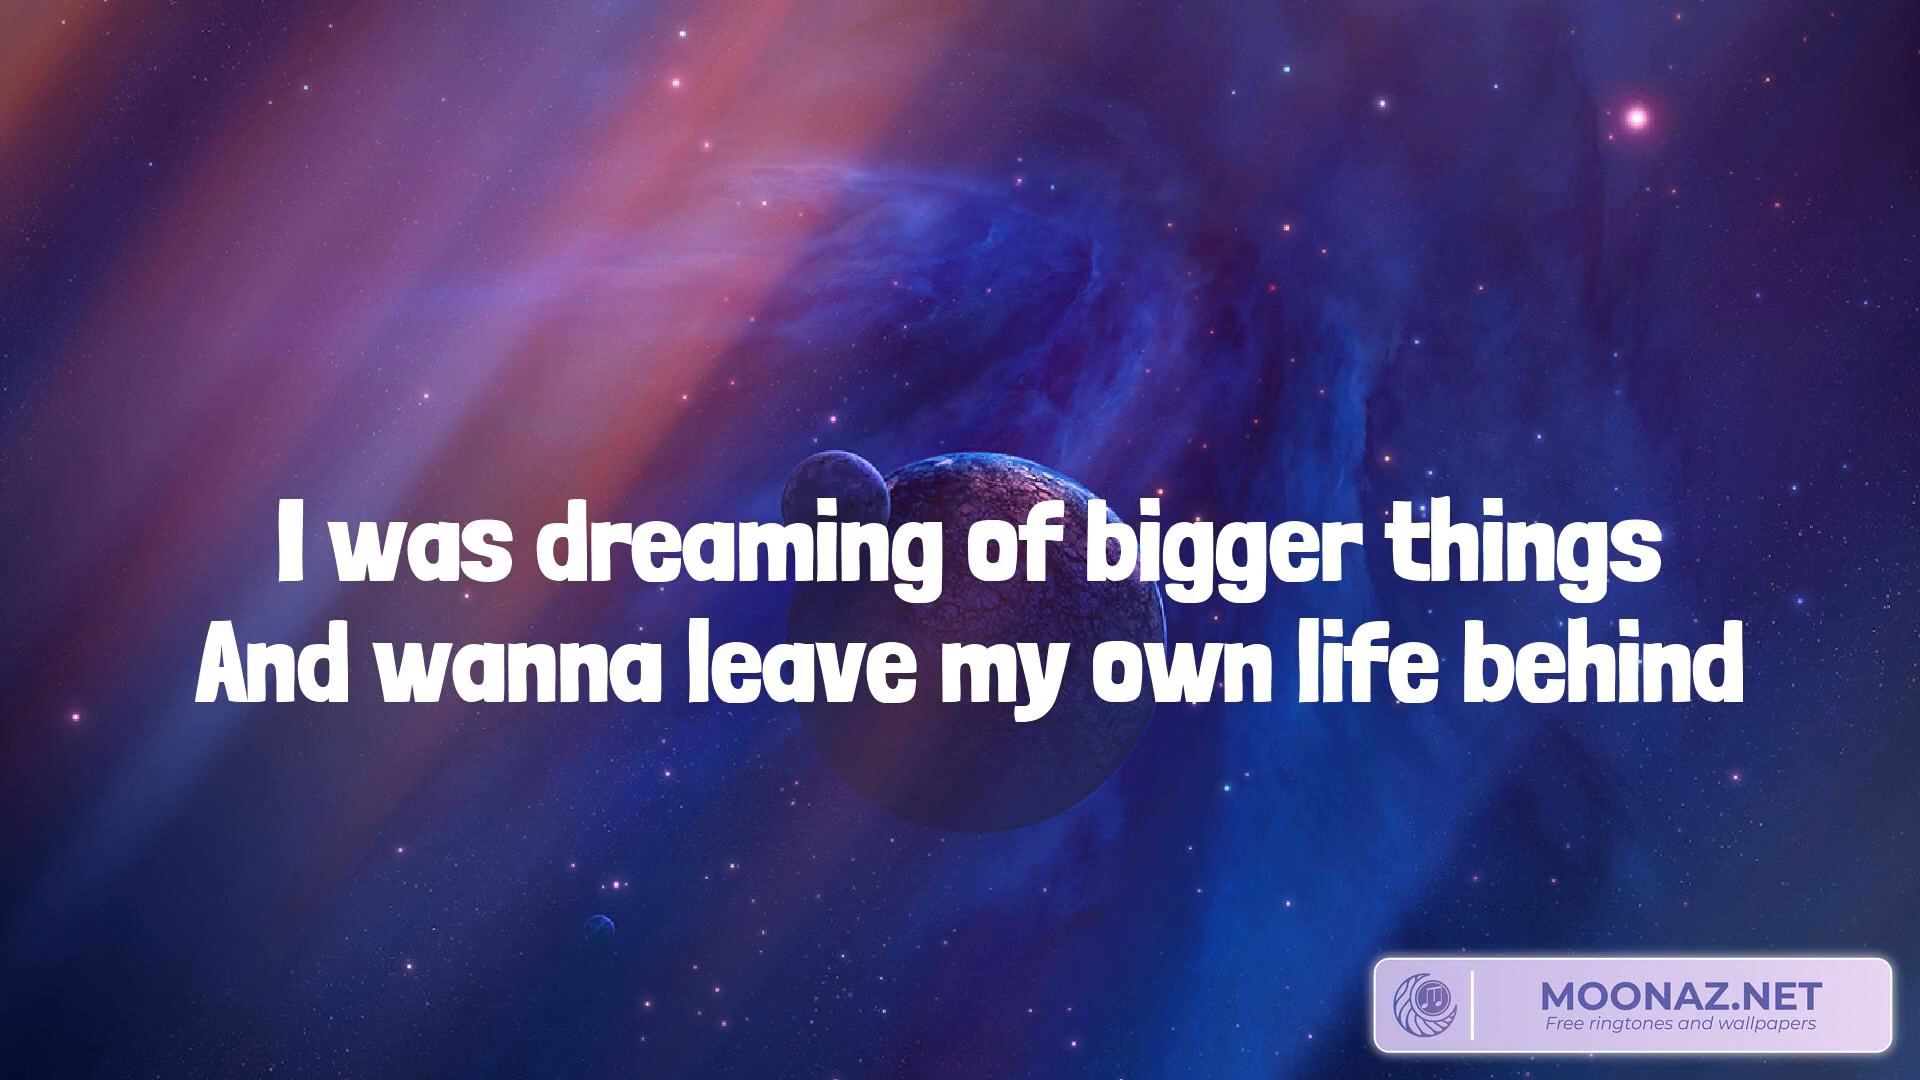 I was dreaming of bigger things
And wanna leave my own life behind
MOONAZ.NET
Free ringtones and wallpapers